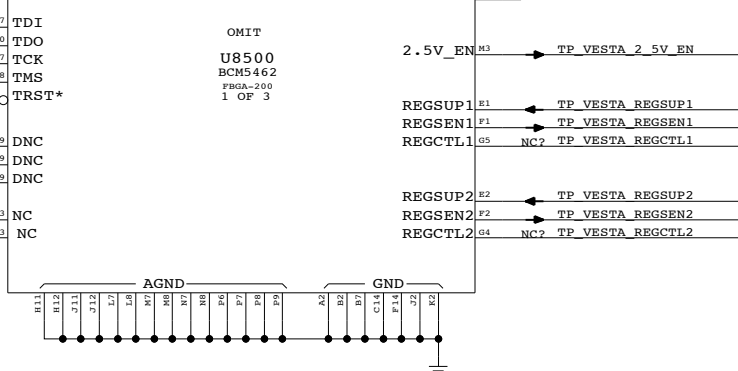 TDI
TDO
TCK
TMS
TRST*
DNC
DNC
DNC
NC
NC
OMIT
U8500
BCM5462
FBGA-200
1 OF 3
2.5V_EN M3 TP_VESTA_2_5V_EN
REGSUP1 E1 TP_VESTA_REGSUP1
REGSEN1 F1 TP_VESTA_REGSEN1
REGCTL1 G5 NC? TP_VESTA_REGCTL1
REGSUP2 E2 TP_VESTA_REGSUP2
REGSEN2 F2 TP_VESTA_REGSEN2
REGCTL2 G4 NC? TP_VESTA_REGCTL2
AGND GND
H11 H12 J11 J12 L7 L8 M7 M8 N7 N8 P6 P7 P8 P9 A2 B2 B7 C14 F14 J2 K2